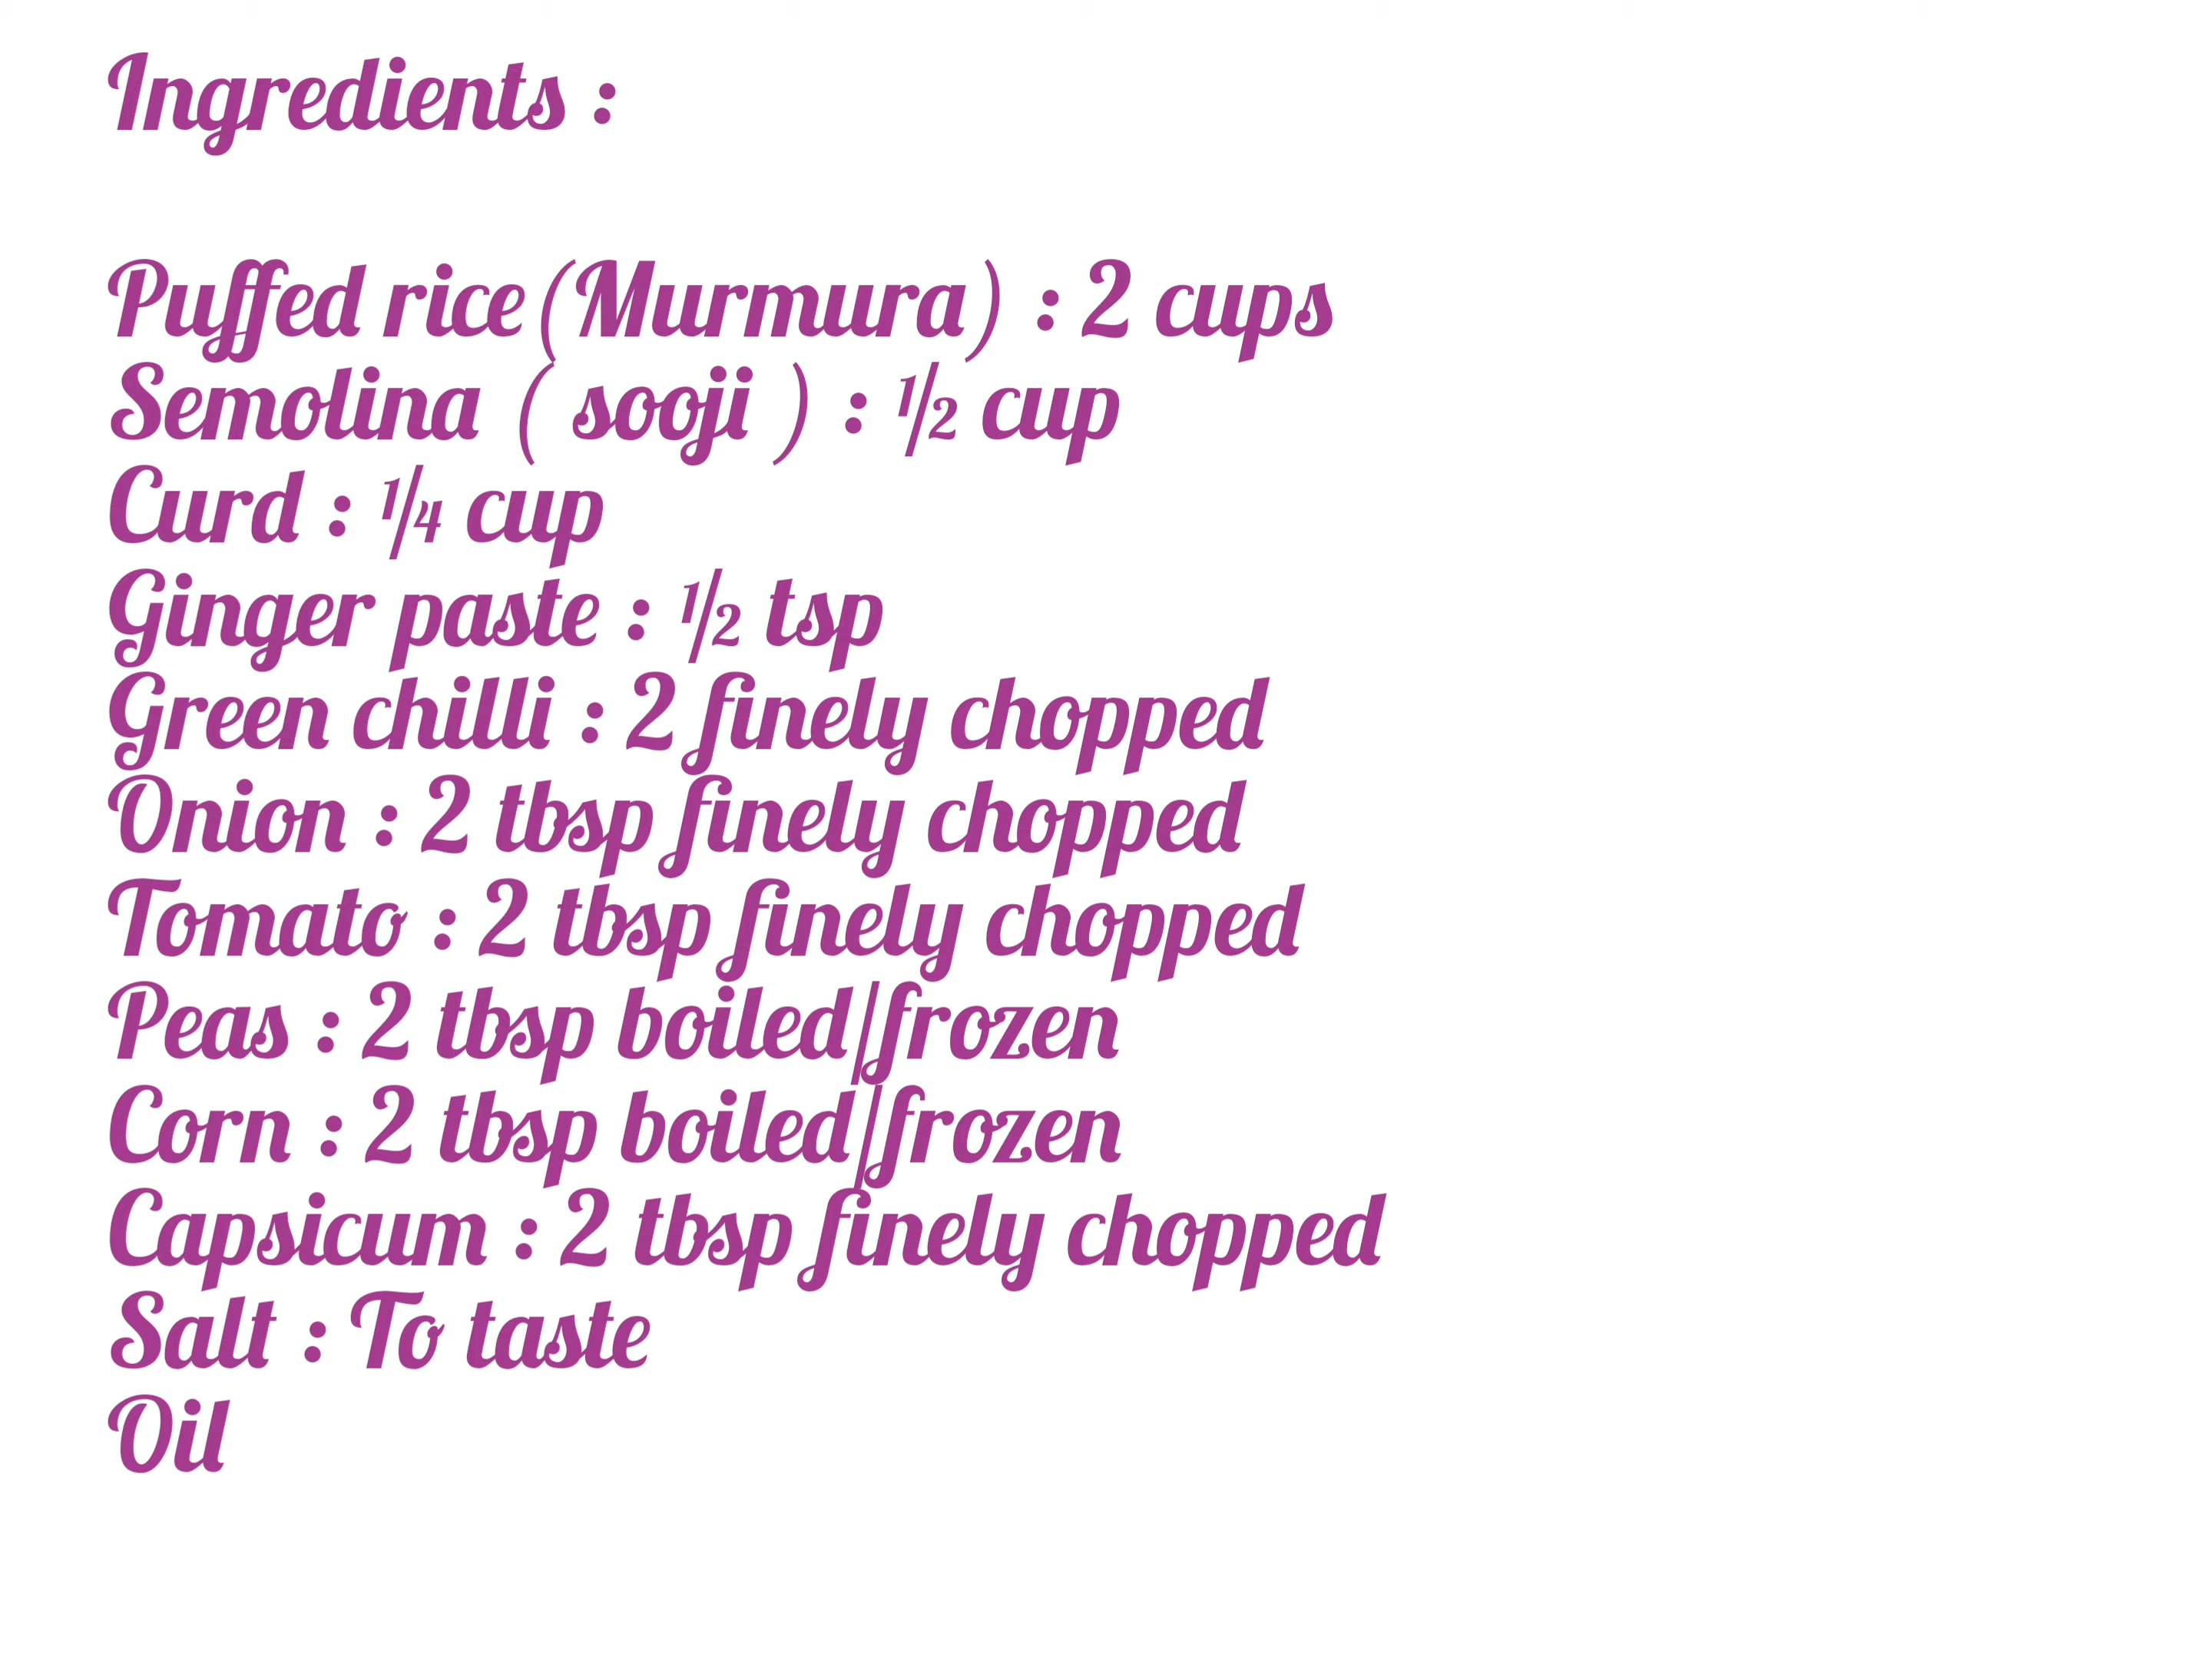 Ingredients :
Puffed rice(Murmura) : 2 cups
Semolina ( sooji ) : ½ cup
Curd : ¼ cup
Ginger paste : ½ tsp
Green chilli : 2 finely chopped
Onion : 2 tbsp finely chopped
Tomato : 2 tbsp finely chopped
Peas : 2 tbsp boiled/frozen
Corn : 2 tbsp boiled/frozen
Capsicum : 2 tbsp finely chopped
Salt : To taste
Oil